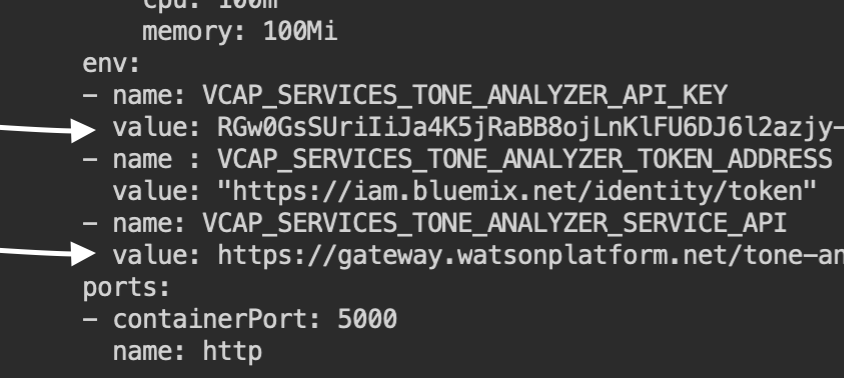 cpu: 100m
memory: 100Mi
env:
- name: VCAP_SERVICES_TONE_ANALYZER_API_KEY
value: RGw0GsSUriIiJa4K5jRaBB8ojLnKlFU6DJ6l2azjy-
- name : VCAP_SERVICES_TONE_ANALYZER_TOKEN_ADDRESS
value: "https://iam.bluemix.net/identity/token"
- name: VCAP_SERVICES_TONE_ANALYZER_SERVICE_API
value: https://gateway.watsonplatform.net/tone-an
ports:
- containerPort: 5000
name: http